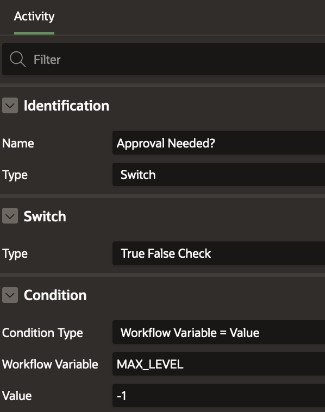 Activity
Filter
Identification
Name Approval Needed?
Type Switch
Switch
Type True False Check
Condition
Condition Type Workflow Variable = Value
Workflow Variable MAX_LEVEL
Value -1